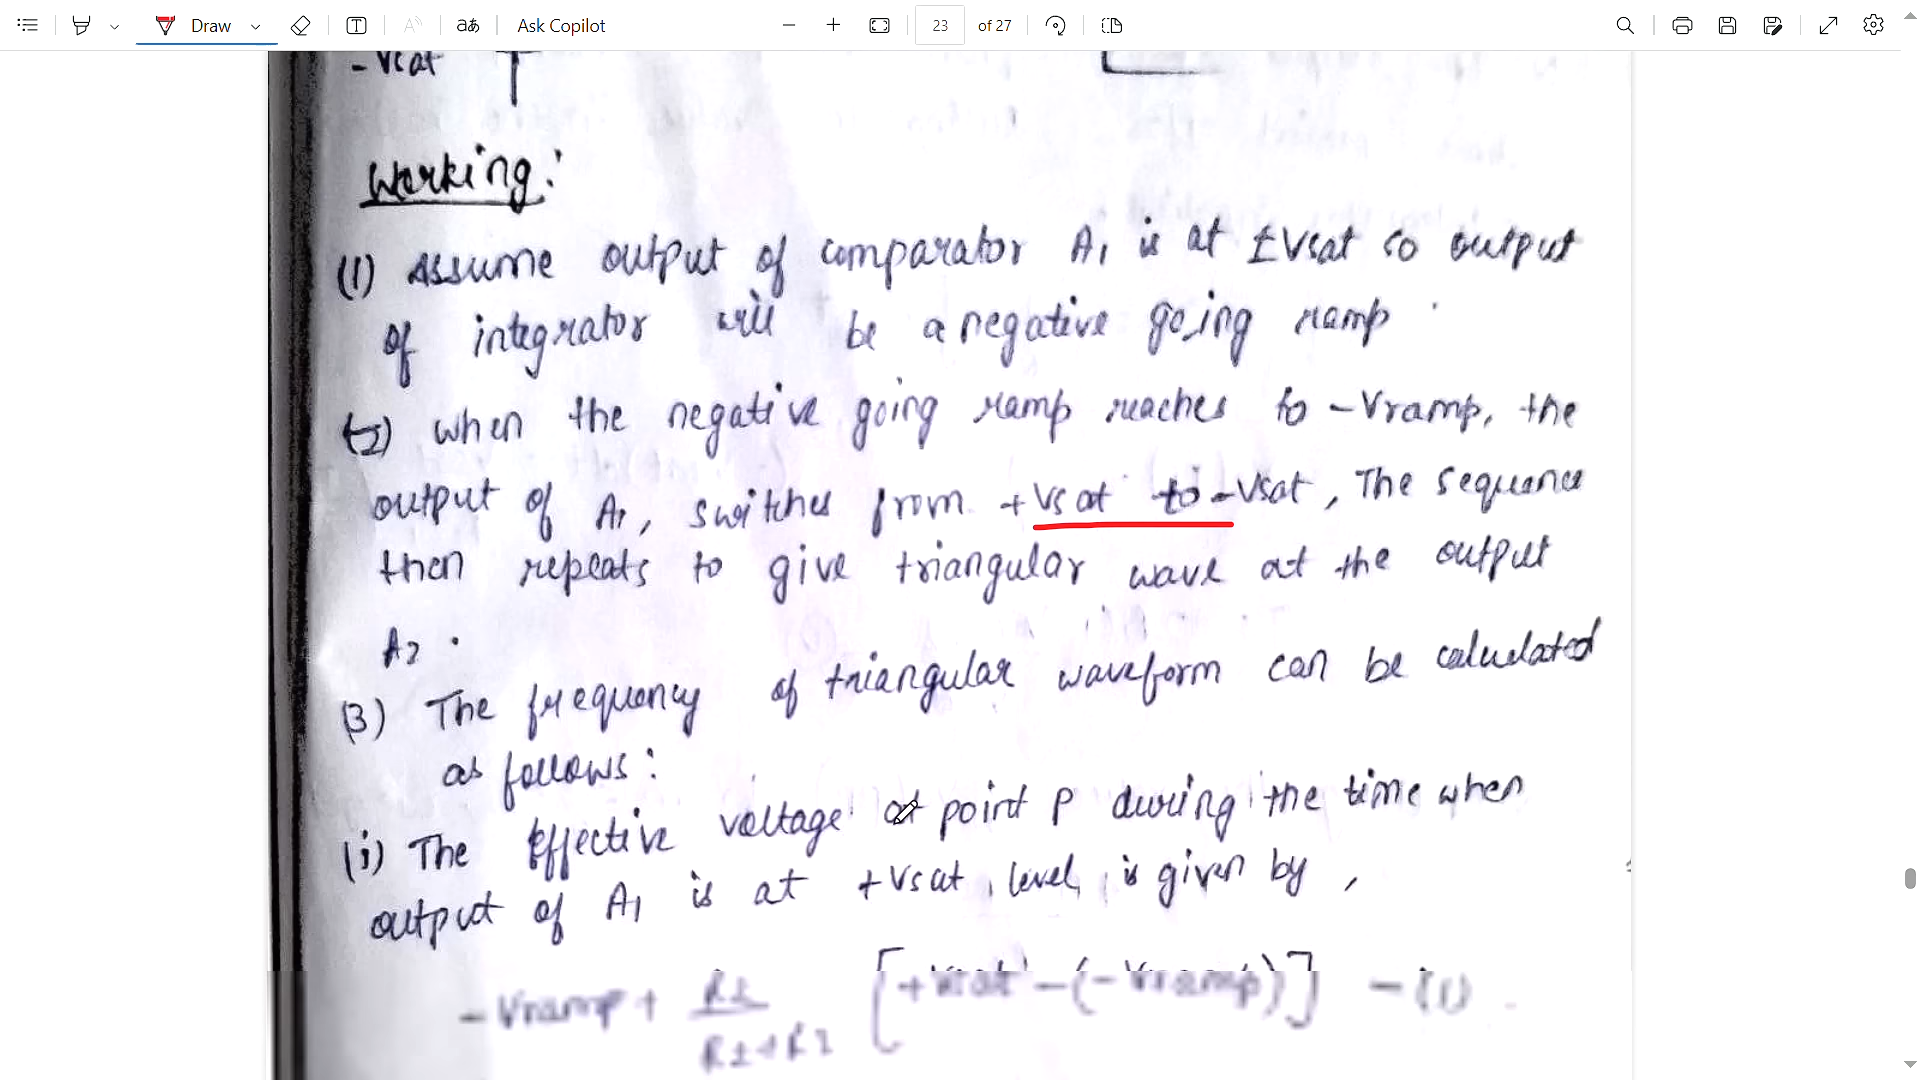 Draw
Ask Copilot
23 of 27
- Vsat
Working:
(1) Assume output of comparator A1 is at ±Vsat so output
of integrator will be a negative going ramp
(2) when the negative going ramp reaches to -Vramp, the
output of A1, switches from +Vsat to -Vsat, The sequence
then repeats to give triangular wave at the output
A2.
(3) The frequency of triangular waveform can be calculated
as follows:
(i) The Effective voltage at point P during the time when
output of A1 is at +Vsat level, is given by,
-Vramp + R2/R2+R3 [+Vsat - (-Vramp)] - (1)